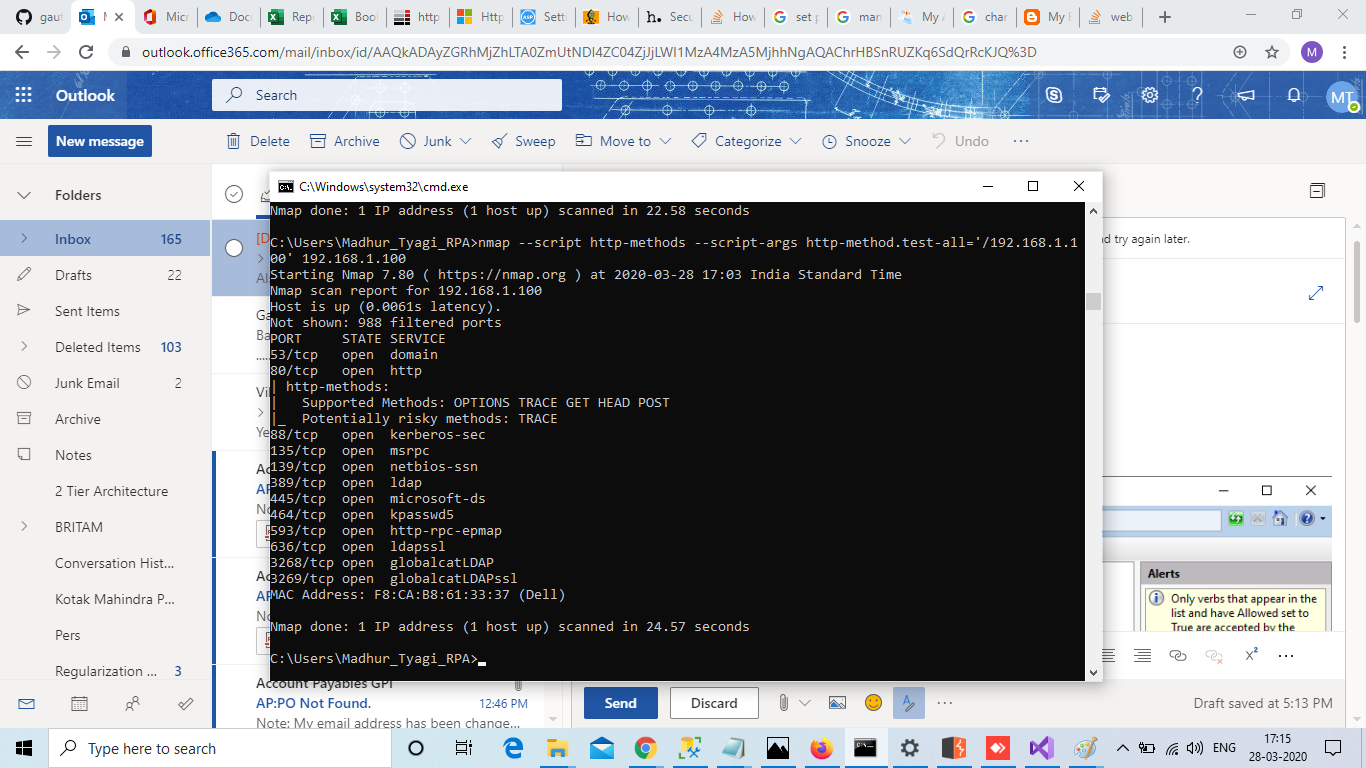 gaut
M
Micr
Doc
Rep
Boo
http
Http
Setti
How
Secu
How
set p
man
My A
char
My B
web
outlook.office365.com/mail/inbox/id/AAQkADAyZGRhMjZhLTA0ZmUtNDI4ZC04ZjJjLWI1MzA4MzA5MjhhNgAQAChrHBSnRUZKq6SdQrRcKJQ%3D
M
Outlook
Search
MT
New message
Delete
Archive
Junk
Sweep
Move to
Categorize
Snooze
Undo
Folders
Inbox 165
Drafts 22
Sent Items
Deleted Items 103
Junk Email 2
Archive
Notes
2 Tier Architecture
BRITAM
Conversation Hist...
Kotak Mahindra P...
Pers
Regularization ... 3
C:\Windows\system32\cmd.exe
Nmap done: 1 IP address (1 host up) scanned in 22.58 seconds
C:\Users\Madhur_Tyagi_RPA>nmap --script http-methods --script-args http-method.test-all='/192.168.1.1
00' 192.168.1.100
Starting Nmap 7.80 ( https://nmap.org ) at 2020-03-28 17:03 India Standard Time
Nmap scan report for 192.168.1.100
Host is up (0.0061s latency).
Not shown: 988 filtered ports
PORT     STATE SERVICE
53/tcp   open  domain
80/tcp   open  http
| http-methods:
|   Supported Methods: OPTIONS TRACE GET HEAD POST
|_  Potentially risky methods: TRACE
88/tcp   open  kerberos-sec
135/tcp  open  msrpc
139/tcp  open  netbios-ssn
389/tcp  open  ldap
445/tcp  open  microsoft-ds
464/tcp  open  kpasswd5
593/tcp  open  http-rpc-epmap
636/tcp  open  ldapssl
3268/tcp open  globalcatLDAP
3269/tcp open  globalcatLDAPssl
MAC Address: F8:CA:B8:61:33:37 (Dell)
Nmap done: 1 IP address (1 host up) scanned in 24.57 seconds
C:\Users\Madhur_Tyagi_RPA>
nd try again later.
Alerts
Only verbs that appear in the
list and have Allowed set to
True are accepted by the
Account Payables GPI
AP:PO Not Found. 12:46 PM
Note: My email address has been change...
Send
Discard
Draft saved at 5:13 PM
Type here to search
ENG
17:15
28-03-2020